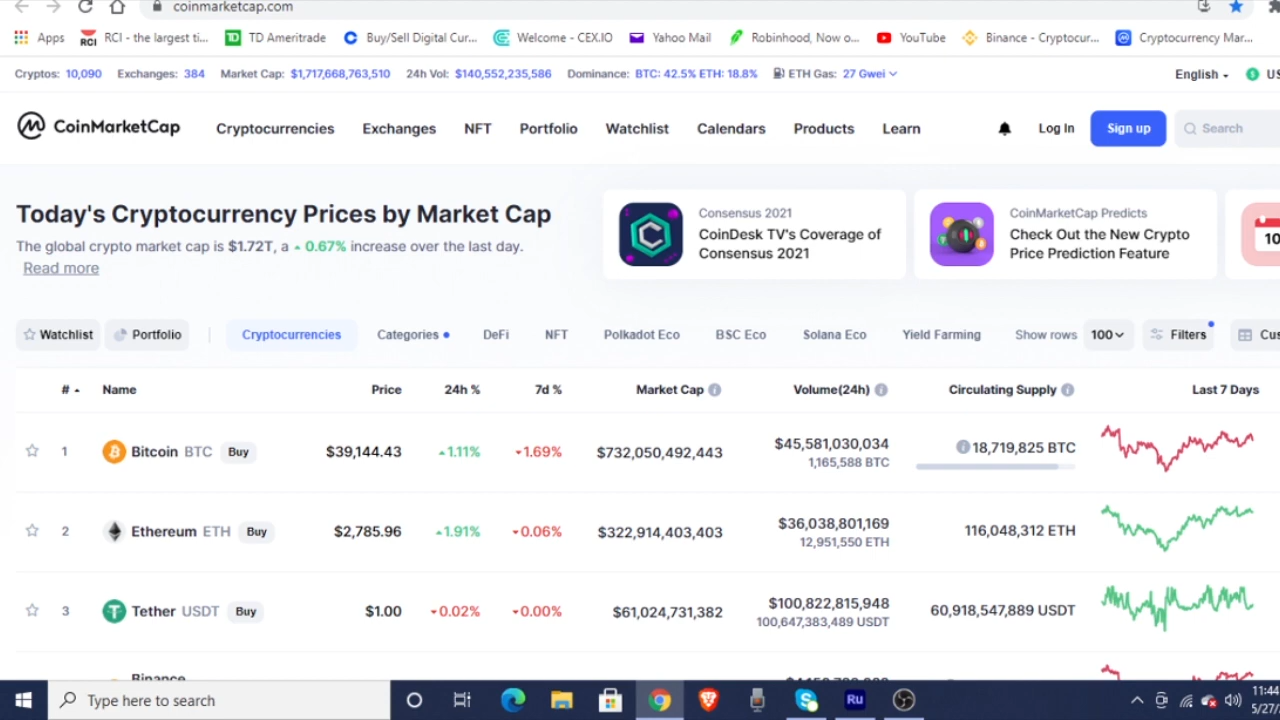 coinmarketcap.com
Apps RCI RCI - the largest ti... TD TD Ameritrade Buy/Sell Digital Cur... Welcome - CEX.IO Yahoo Mail Robinhood, Now o... YouTube Binance - Cryptocur... Cryptocurrency Mar...
Cryptos: 10,090 Exchanges: 384 Market Cap: $1,717,668,763,510 24h Vol: $140,552,235,586 Dominance: BTC: 42.5% ETH: 18.8% ETH Gas: 27 Gwei English $ US
CoinMarketCap Cryptocurrencies Exchanges NFT Portfolio Watchlist Calendars Products Learn Log In Sign up Search
Today's Cryptocurrency Prices by Market Cap
The global crypto market cap is $1.72T, a 0.67% increase over the last day.
Read more
Consensus 2021
CoinDesk TV's Coverage of
Consensus 2021
CoinMarketCap Predicts
Check Out the New Crypto
Price Prediction Feature
10
Watchlist Portfolio Cryptocurrencies Categories DeFi NFT Polkadot Eco BSC Eco Solana Eco Yield Farming Show rows 100 Filters Cus
# Name Price 24h % 7d % Market Cap Volume(24h) Circulating Supply Last 7 Days
1 Bitcoin BTC Buy $39,144.43 1.11% 1.69% $732,050,492,443 $45,581,030,034 18,719,825 BTC
1,165,588 BTC
2 Ethereum ETH Buy $2,785.96 1.91% 0.06% $322,914,403,403 $36,038,801,169 116,048,312 ETH
12,951,550 ETH
3 Tether USDT Buy $1.00 0.02% 0.00% $61,024,731,382 $100,822,815,948 60,918,547,889 USDT
100,647,383,489 USDT
Binance
Type here to search Ru 11:44
5/27/